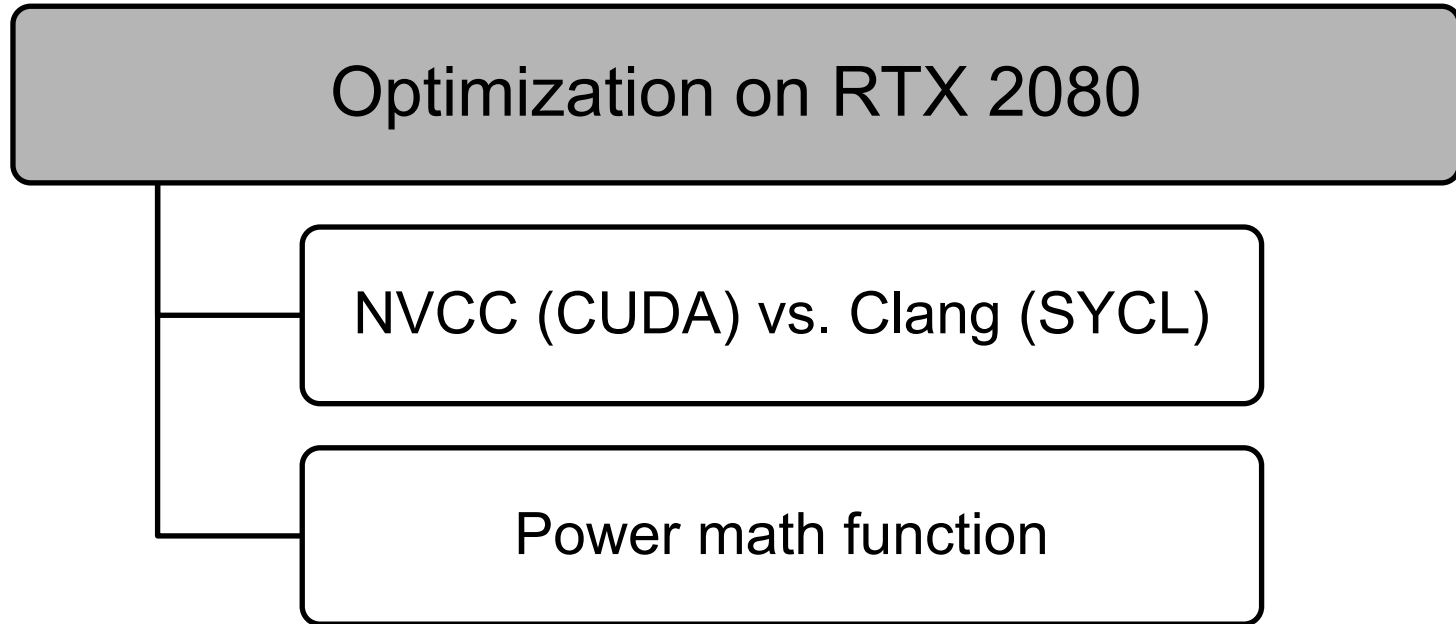 Optimization on RTX 2080
NVCC (CUDA) vs. Clang (SYCL)
Power math function